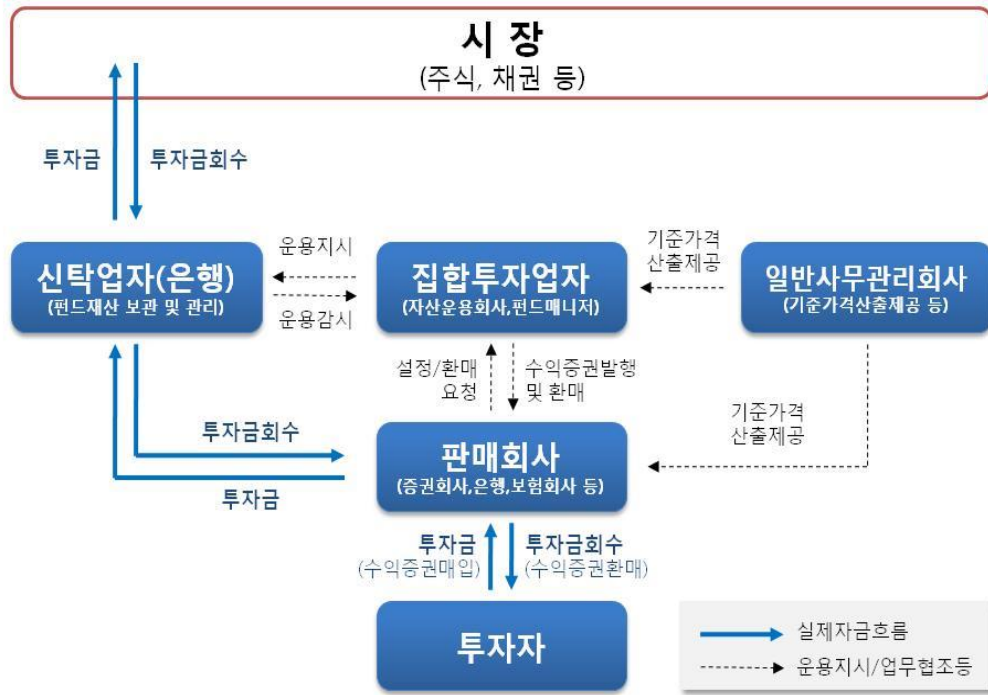 시 장
(주식, 채권 등)
투자금
투자금회수
신탁업자(은행)
(펀드재산 보관 및 관리)
운용지시
운용감시
집합투자업자
(자산운용회사,펀드매니저)
기준가격
산출제공
일반사무관리회사
(기준가격산출제공 등)
설정/환매
요청
수익증권발행
및 환매
기준가격
산출제공
투자금회수
투자금
판매회사
(증권회사,은행,보험회사 등)
투자금
(수익증권매입)
투자금회수
(수익증권환매)
투자자
실제자금흐름
운용지시/업무협조등